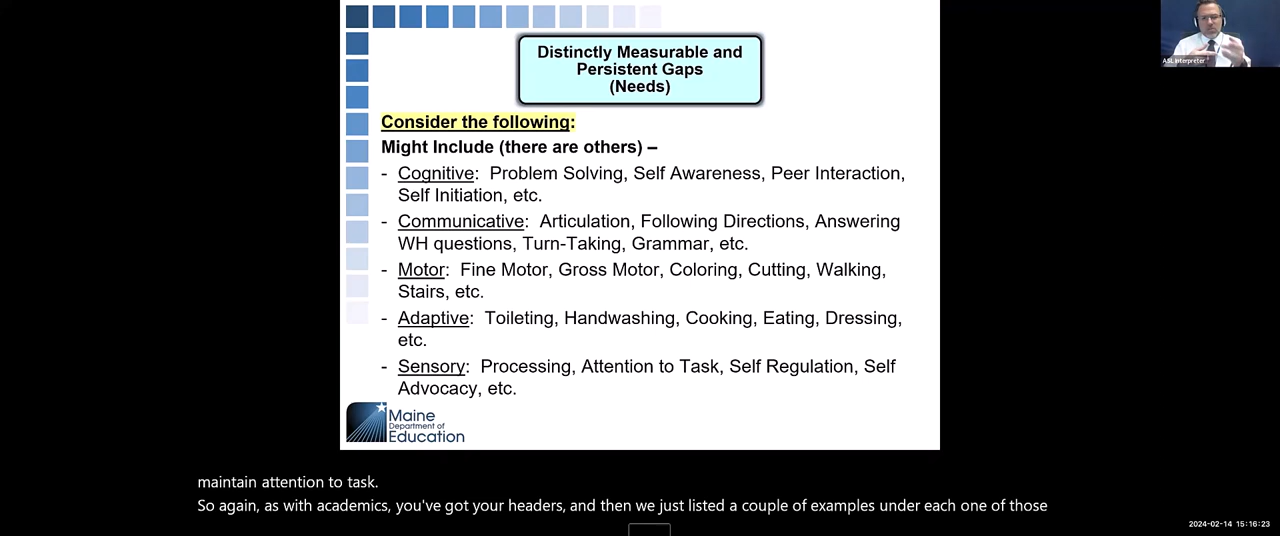 Distinctly Measurable and
Persistent Gaps
(Needs)
Consider the following:
Might Include (there are others) –
- Cognitive: Problem Solving, Self Awareness, Peer Interaction,
Self Initiation, etc.
- Communicative: Articulation, Following Directions, Answering
WH questions, Turn-Taking, Grammar, etc.
- Motor: Fine Motor, Gross Motor, Coloring, Cutting, Walking,
Stairs, etc.
- Adaptive: Toileting, Handwashing, Cooking, Eating, Dressing,
etc.
- Sensory: Processing, Attention to Task, Self Regulation, Self
Advocacy, etc.
Maine
Department of
Education
ASL Interpreter
maintain attention to task.
So again, as with academics, you've got your headers, and then we just listed a couple of examples under each one of those
2024-02-14 15:16:23